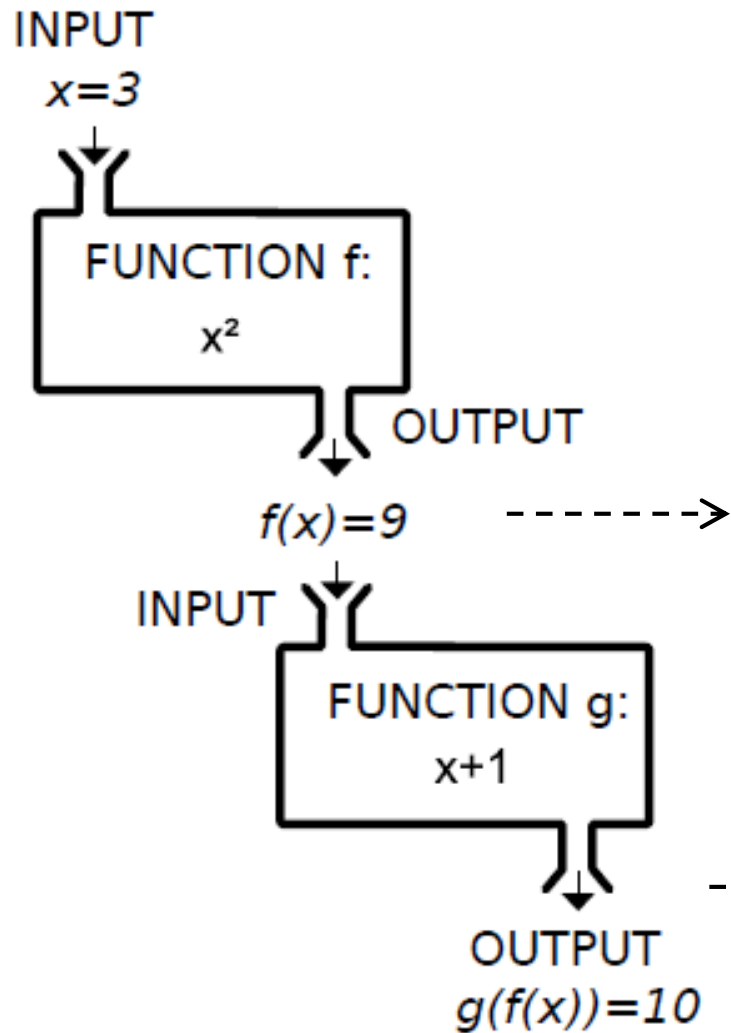 INPUT
x=3
FUNCTION f:
x²
OUTPUT
f(x)=9
INPUT
FUNCTION g:
x+1
OUTPUT
g(f(x))=10